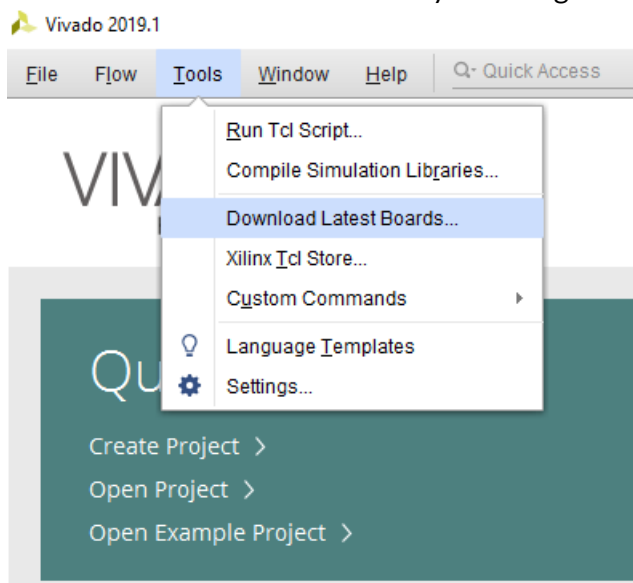 Vivado 2019.1
File Flow Tools Window Help Q- Quick Access
Run Tcl Script...
Compile Simulation Libraries...
Download Latest Boards...
Xilinx Tcl Store...
Custom Commands
Language Templates
Settings...
VIV
Qu
Create Project >
Open Project >
Open Example Project >